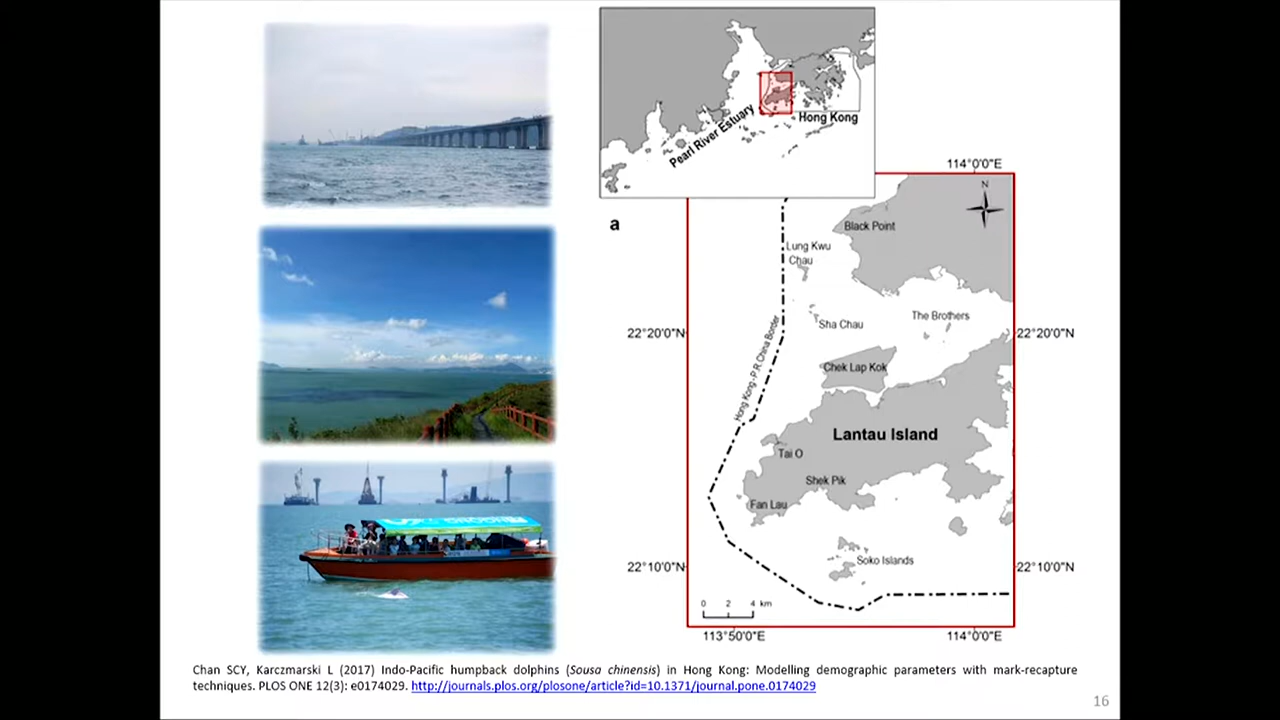 Pearl River Estuary
Hong Kong
a
114°0'0"E
N
Black Point
Lung Kwu
Chau
Sha Chau
The Brothers
22°20'0"N
22°20'0"N
Hong Kong - P.R.China Border
Chek Lap Kok
Lantau Island
Tai O
Shek Pik
Fan Lau
Soko Islands
22°10'0"N
22°10'0"N
0 2 4 km
113°50'0"E
114°0'0"E
Chan SCY, Karczmarski L (2017) Indo-Pacific humpback dolphins (Sousa chinensis) in Hong Kong: Modelling demographic parameters with mark-recapture
techniques. PLOS ONE 12(3): e0174029. http://journals.plos.org/plosone/article?id=10.1371/journal.pone.0174029
16